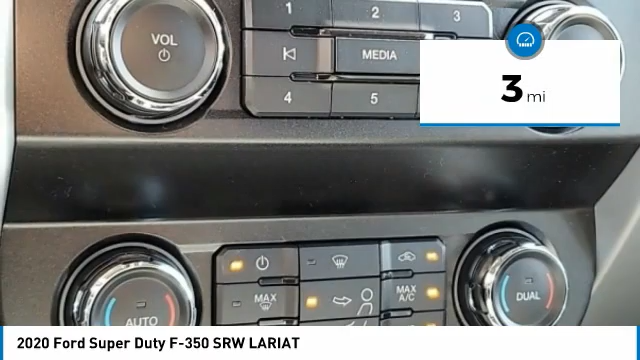 VOL
1
2
3
MEDIA
4
5
3 mi
MAX
MAX
A/C
AUTO
DUAL
2020 Ford Super Duty F-350 SRW LARIAT